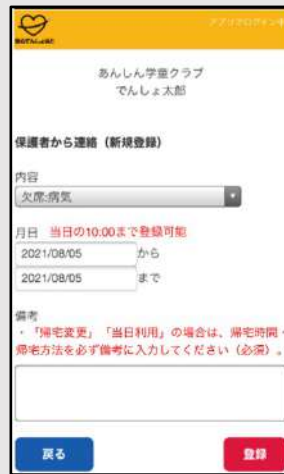 アプリログイン中
あんしん学童クラブ
でんしょ太郎
保護者から連絡（新規登録）
内容
欠席:病気
月日 当日の10:00まで登録可能
2021/08/05 から
2021/08/05 まで
備考
・「帰宅変更」「当日利用」の場合は、帰宅時間・
帰宅方法を必ず備考に入力してください（必須）。
戻る 登録